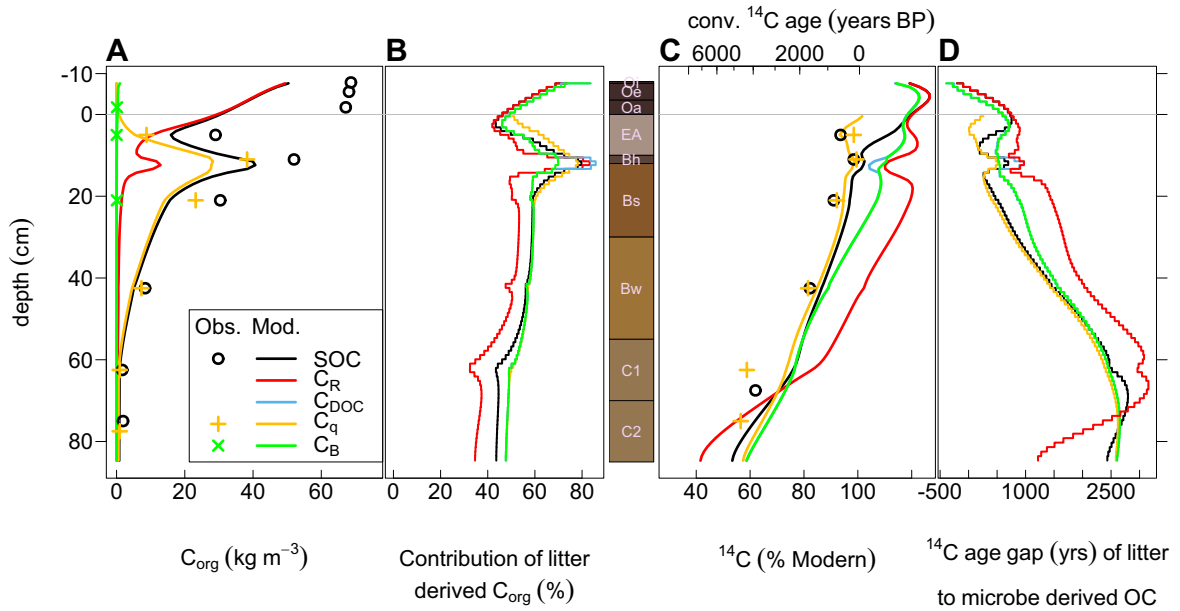 conv. ¹⁴C age (years BP)
A
B
C
6000
2000
0
D
-10
0
20
40
60
80
depth (cm)
Oi
Oe
Oa
EA
Bh
Bs
Bw
C1
C2
Obs. Mod.
SOC
C_R
C_DOC
C_q
C_B
0 20 40 60
0 20 40 60 80
40 60 80 100
-500 1000 2500
C_org (kg m⁻³)
Contribution of litter
derived C_org (%)
¹⁴C (% Modern)
¹⁴C age gap (yrs) of litter
to microbe derived OC